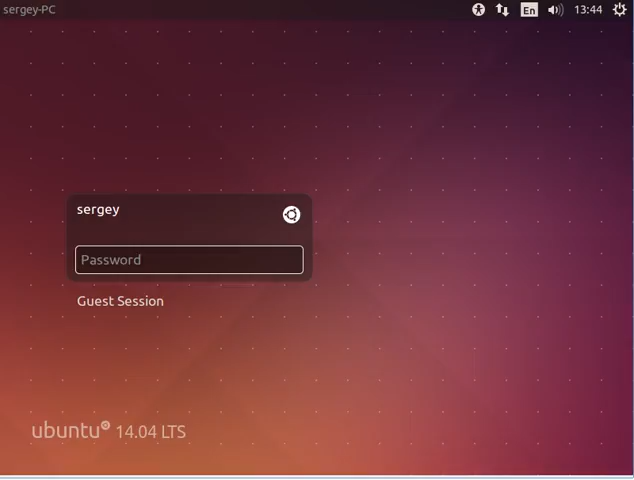 sergey-PC En 13:44
sergey
Password
Guest Session
ubuntu 14.04 LTS